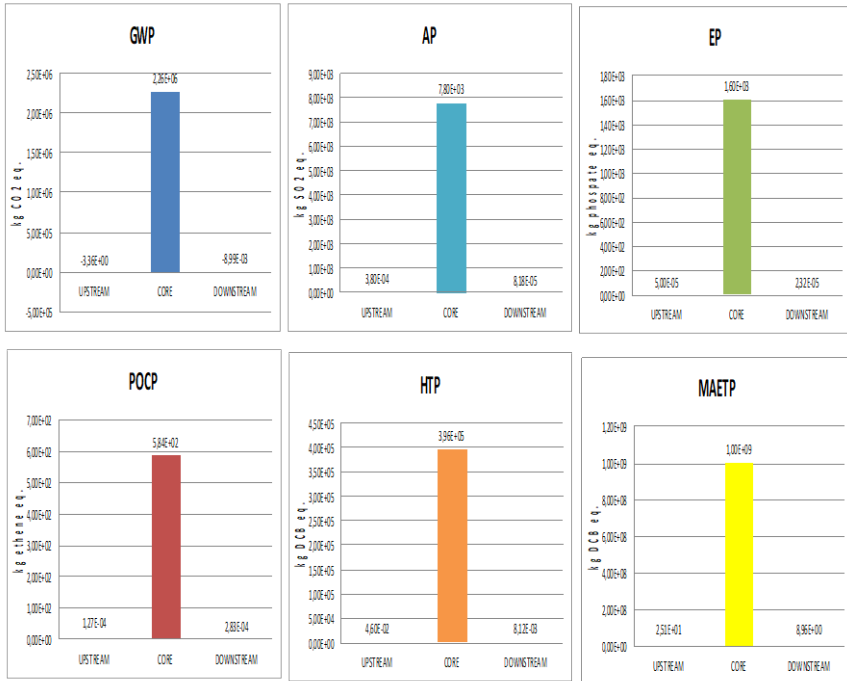 GWP
kg CO2 eq.
2,50E+06
2,00E+06
1,50E+06
1,00E+06
5,00E+05
0,00E+00
-5,00E+05
-3,36E+00
2,26E+06
-8,99E-03
UPSTREAM
CORE
DOWNSTREAM
AP
kg SO2 eq.
9,00E+03
8,00E+03
7,00E+03
6,00E+03
5,00E+03
4,00E+03
3,00E+03
2,00E+03
1,00E+03
0,00E+00
3,80E-04
7,80E+03
8,18E-05
UPSTREAM
CORE
DOWNSTREAM
EP
kg phospate eq.
1,80E+03
1,60E+03
1,40E+03
1,20E+03
1,00E+03
8,00E+02
6,00E+02
4,00E+02
2,00E+02
0,00E+00
5,00E-05
1,60E+03
2,32E-05
UPSTREAM
CORE
DOWNSTREAM
POCP
kg ethene eq.
7,00E+02
6,00E+02
5,00E+02
4,00E+02
3,00E+02
2,00E+02
1,00E+02
0,00E+00
1,27E-04
5,84E+02
2,83E-04
UPSTREAM
CORE
DOWNSTREAM
HTP
kg DCB eq.
4,50E+05
4,00E+05
3,50E+05
3,00E+05
2,50E+05
2,00E+05
1,50E+05
1,00E+05
5,00E+04
0,00E+00
4,60E-02
3,96E+05
8,12E-03
UPSTREAM
CORE
DOWNSTREAM
MAETP
kg DCB eq.
1,20E+09
1,00E+09
8,00E+08
6,00E+08
4,00E+08
2,00E+08
0,00E+00
2,51E+01
1,00E+09
8,96E+00
UPSTREAM
CORE
DOWNSTREAM